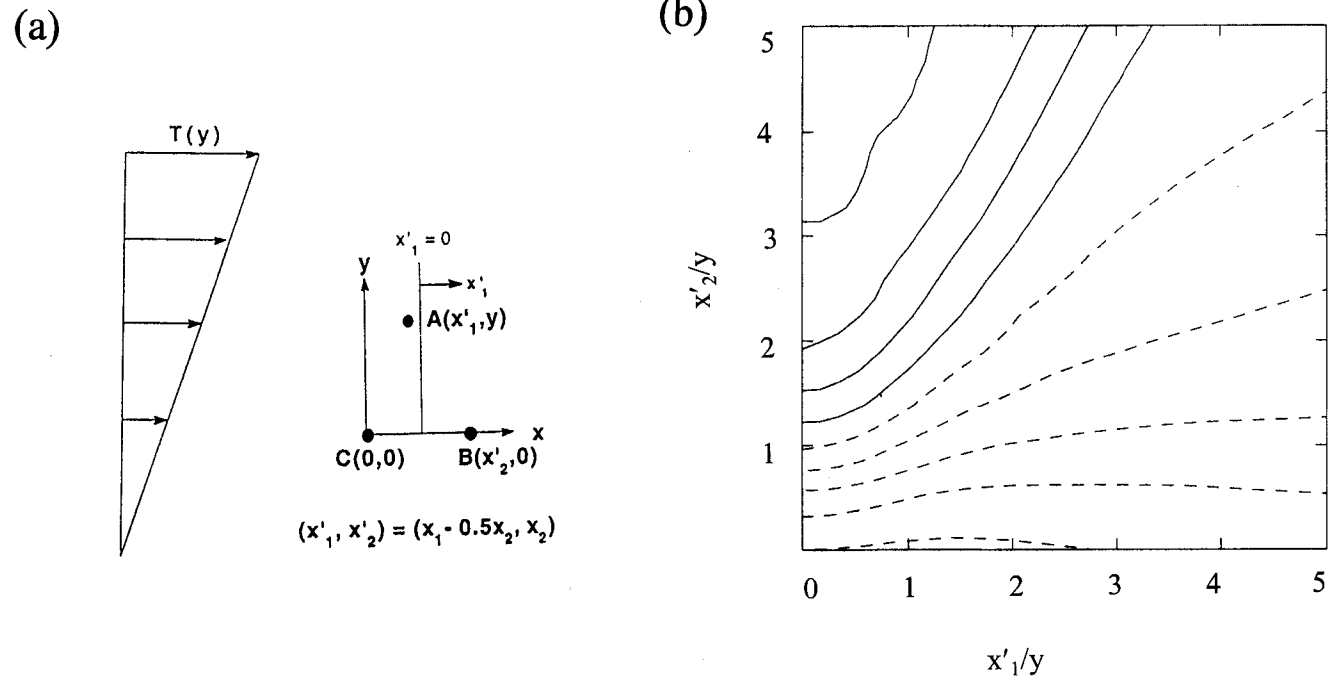 (a)
T(y)
x'₁ = 0
y
x'₁
A(x'₁,y)
x
C(0,0)
B(x'₂,0)
(x'₁, x'₂) = (x₁- 0.5x₂, x₂)
(b)
5
4
3
2
1
x'₂/y
0 1 2 3 4 5
x'₁/y